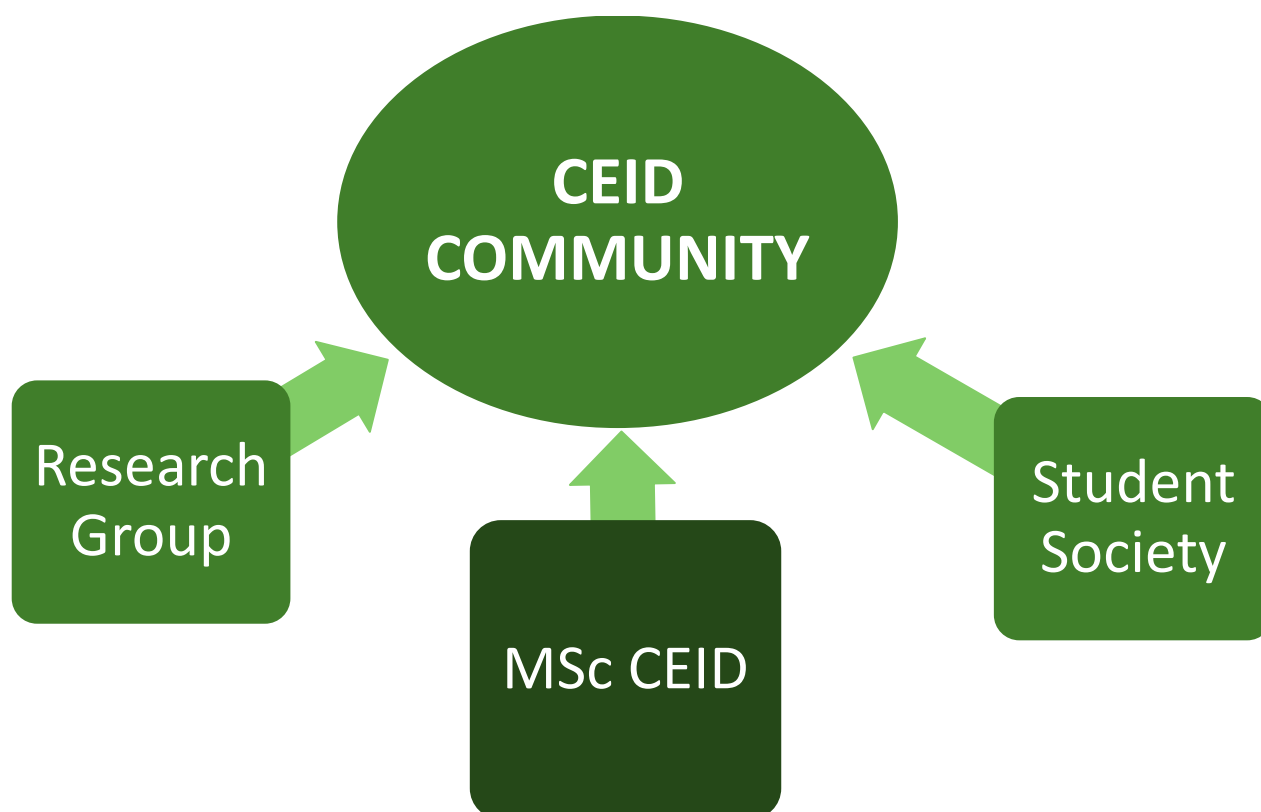 CEID
COMMUNITY
Research
Group
MSc CEID
Student
Society